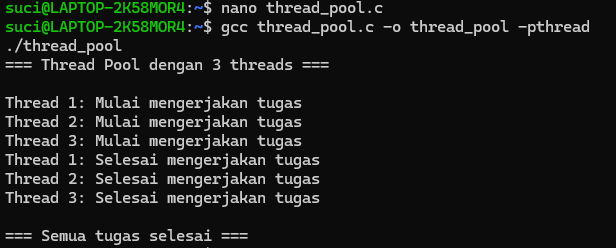 suci@LAPTOP-2K58MOR4:~$ nano thread_pool.c
suci@LAPTOP-2K58MOR4:~$ gcc thread_pool.c -o thread_pool -pthread
./thread_pool
=== Thread Pool dengan 3 threads ===
Thread 1: Mulai mengerjakan tugas
Thread 2: Mulai mengerjakan tugas
Thread 3: Mulai mengerjakan tugas
Thread 1: Selesai mengerjakan tugas
Thread 2: Selesai mengerjakan tugas
Thread 3: Selesai mengerjakan tugas
=== Semua tugas selesai ===